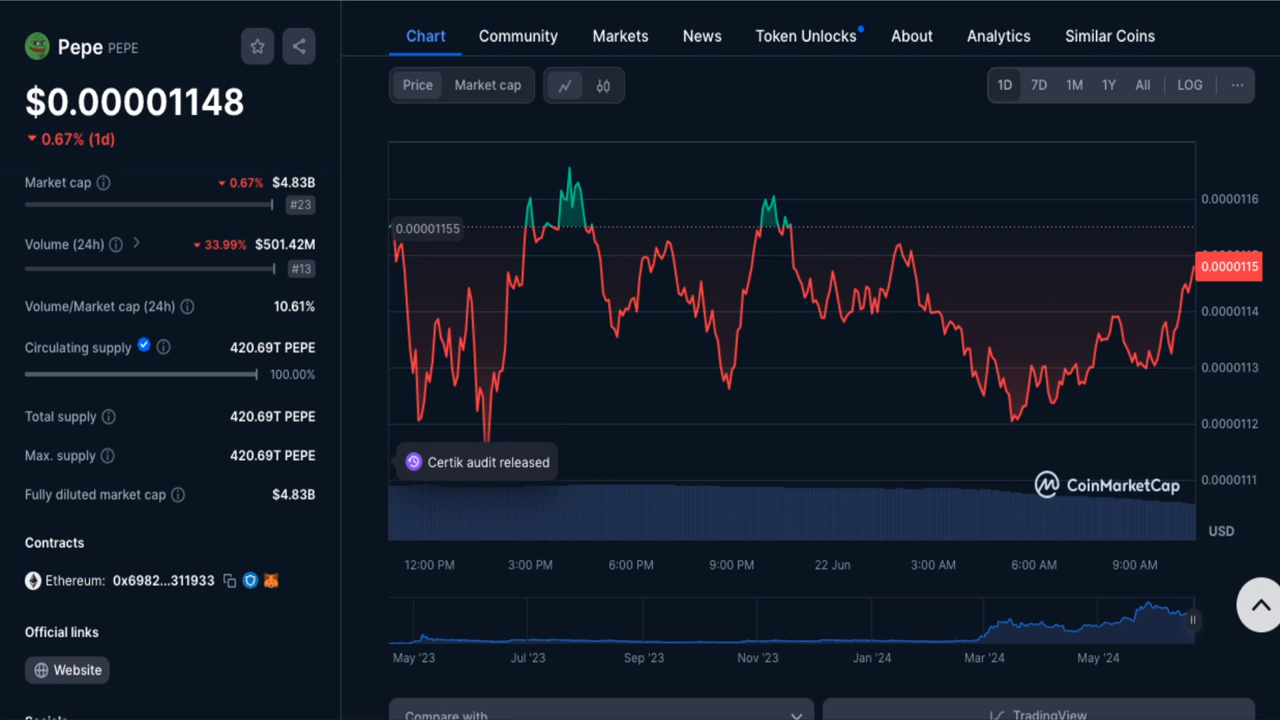 Pepe PEPE
$0.00001148
0.67% (1d)
Market cap 0.67% $4.83B
#23
Volume (24h) 33.99% $501.42M
#13
Volume/Market cap (24h) 10.61%
Circulating supply 420.69T PEPE
100.00%
Total supply 420.69T PEPE
Max. supply 420.69T PEPE
Fully diluted market cap $4.83B
Contracts
Ethereum: 0x6982...311933
Official links
Website
Socials
Chart Community Markets News Token Unlocks About Analytics Similar Coins
Price Market cap
1D 7D 1M 1Y All LOG ...
0.00001155
0.0000116
0.0000115
0.0000114
0.0000113
0.0000112
0.0000111
Certik audit released
CoinMarketCap
USD
12:00 PM 3:00 PM 6:00 PM 9:00 PM 22 Jun 3:00 AM 6:00 AM 9:00 AM
May '23 Jul '23 Sep '23 Nov '23 Jan '24 Mar '24 May '24
Compare with
TradingView